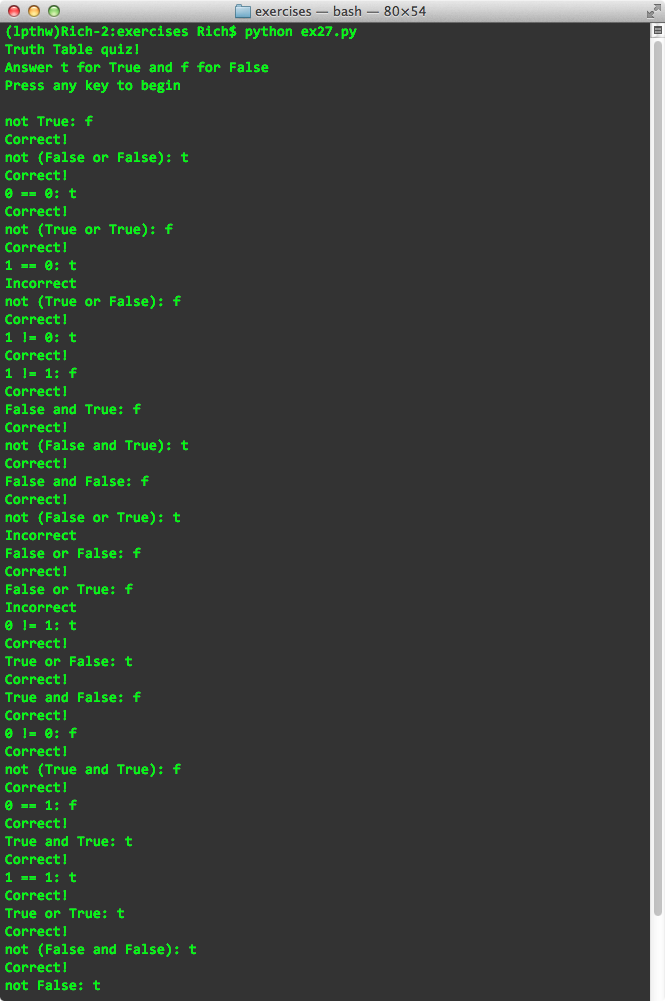 exercises — bash — 80×54
(lpthw)Rich-2:exercises Rich$ python ex27.py
Truth Table quiz!
Answer t for True and f for False
Press any key to begin
not True: f
Correct!
not (False or False): t
Correct!
0 == 0: t
Correct!
not (True or True): f
Correct!
1 == 0: t
Incorrect
not (True or False): f
Correct!
1 != 0: t
Correct!
1 != 1: f
Correct!
False and True: f
Correct!
not (False and True): t
Correct!
False and False: f
Correct!
not (False or True): t
Incorrect
False or False: f
Correct!
False or True: f
Incorrect
0 != 1: t
Correct!
True or False: t
Correct!
True and False: f
Correct!
0 != 0: f
Correct!
not (True and True): f
Correct!
0 == 1: f
Correct!
True and True: t
Correct!
1 == 1: t
Correct!
True or True: t
Correct!
not (False and False): t
Correct!
not False: t